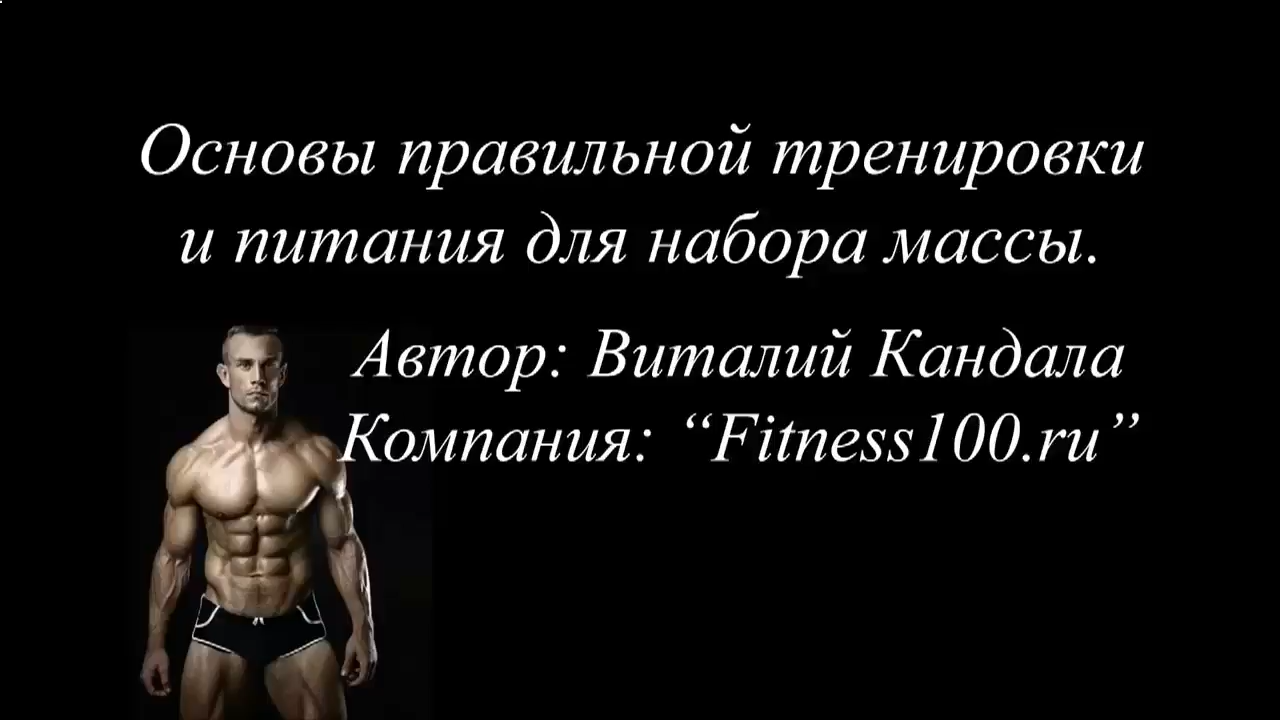 Основы правильной тренировки
и питания для набора массы.
Автор: Виталий Кандала
Компания: “Fitness100.ru”